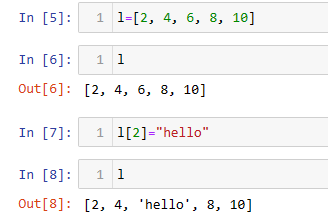 In [5]: 1 l=[2, 4, 6, 8, 10]
In [6]: 1 l
Out[6]: [2, 4, 6, 8, 10]
In [7]: 1 l[2]="hello"
In [8]: 1 l
Out[8]: [2, 4, 'hello', 8, 10]